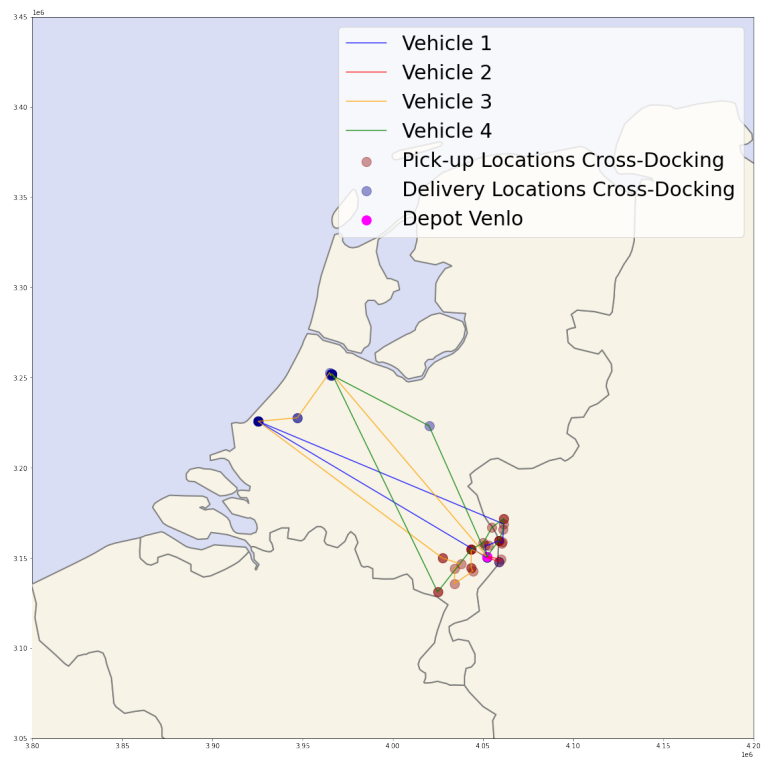 1e6
3.45
3.40
3.35
3.30
3.25
3.20
3.15
3.10
3.05
Vehicle 1
Vehicle 2
Vehicle 3
Vehicle 4
Pick-up Locations Cross-Docking
Delivery Locations Cross-Docking
Depot Venlo
3.80 3.85 3.90 3.95 4.00 4.05 4.10 4.15 4.20
1e6